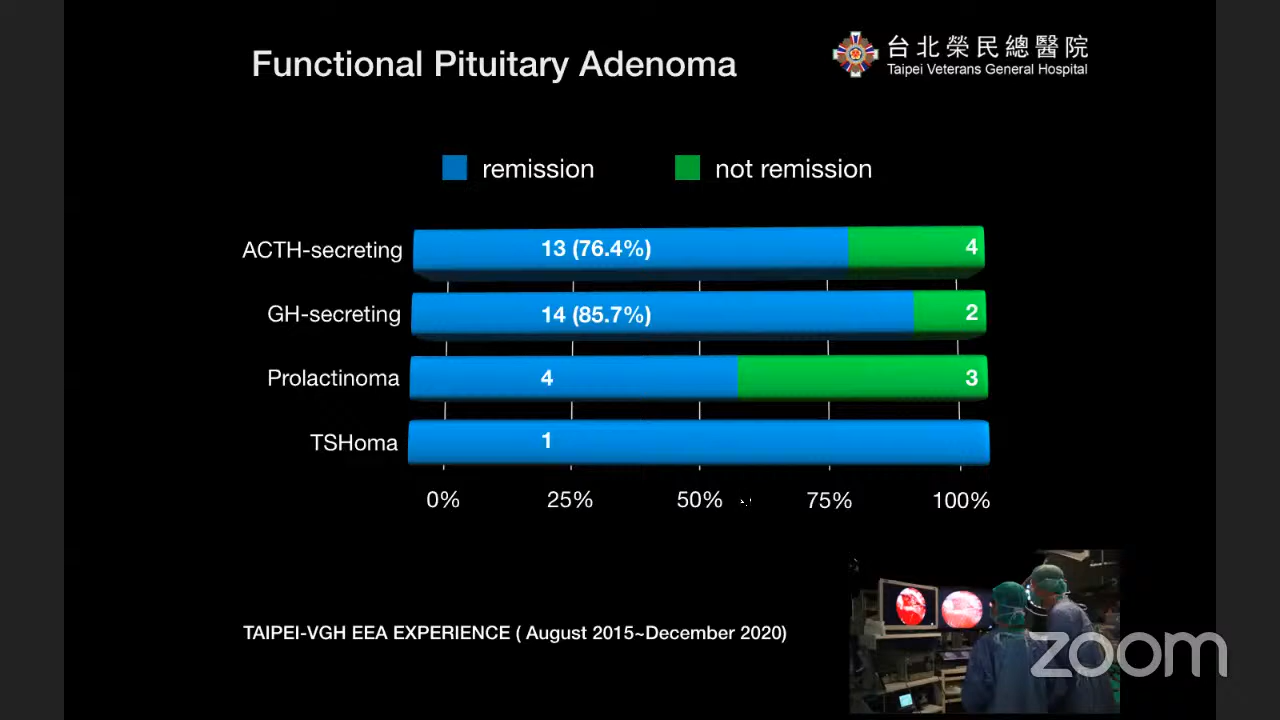 Functional Pituitary Adenoma
台北榮民總醫院
Taipei Veterans General Hospital
remission
not remission
ACTH-secreting
13 (76.4%)
4
GH-secreting
14 (85.7%)
2
Prolactinoma
4
3
TSHoma
1
0%
25%
50%
75%
100%
TAIPEI-VGH EEA EXPERIENCE ( August 2015~December 2020)
zoom